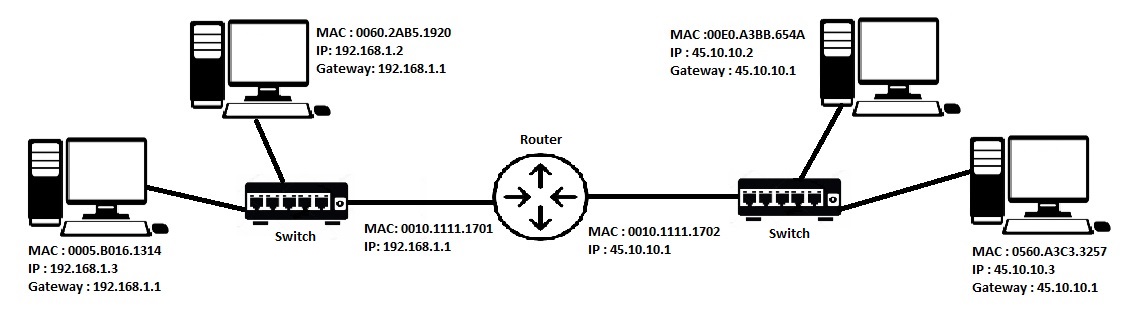 MAC : 0060.2AB5.1920
IP: 192.168.1.2
Gateway: 192.168.1.1
MAC :00E0.A3BB.654A
IP : 45.10.10.2
Gateway : 45.10.10.1
Router
Switch
Switch
MAC: 0010.1111.1701
IP: 192.168.1.1
MAC : 0010.1111.1702
IP : 45.10.10.1
MAC : 0005.B016.1314
IP : 192.168.1.3
Gateway : 192.168.1.1
MAC : 0560.A3C3.3257
IP : 45.10.10.3
Gateway : 45.10.10.1